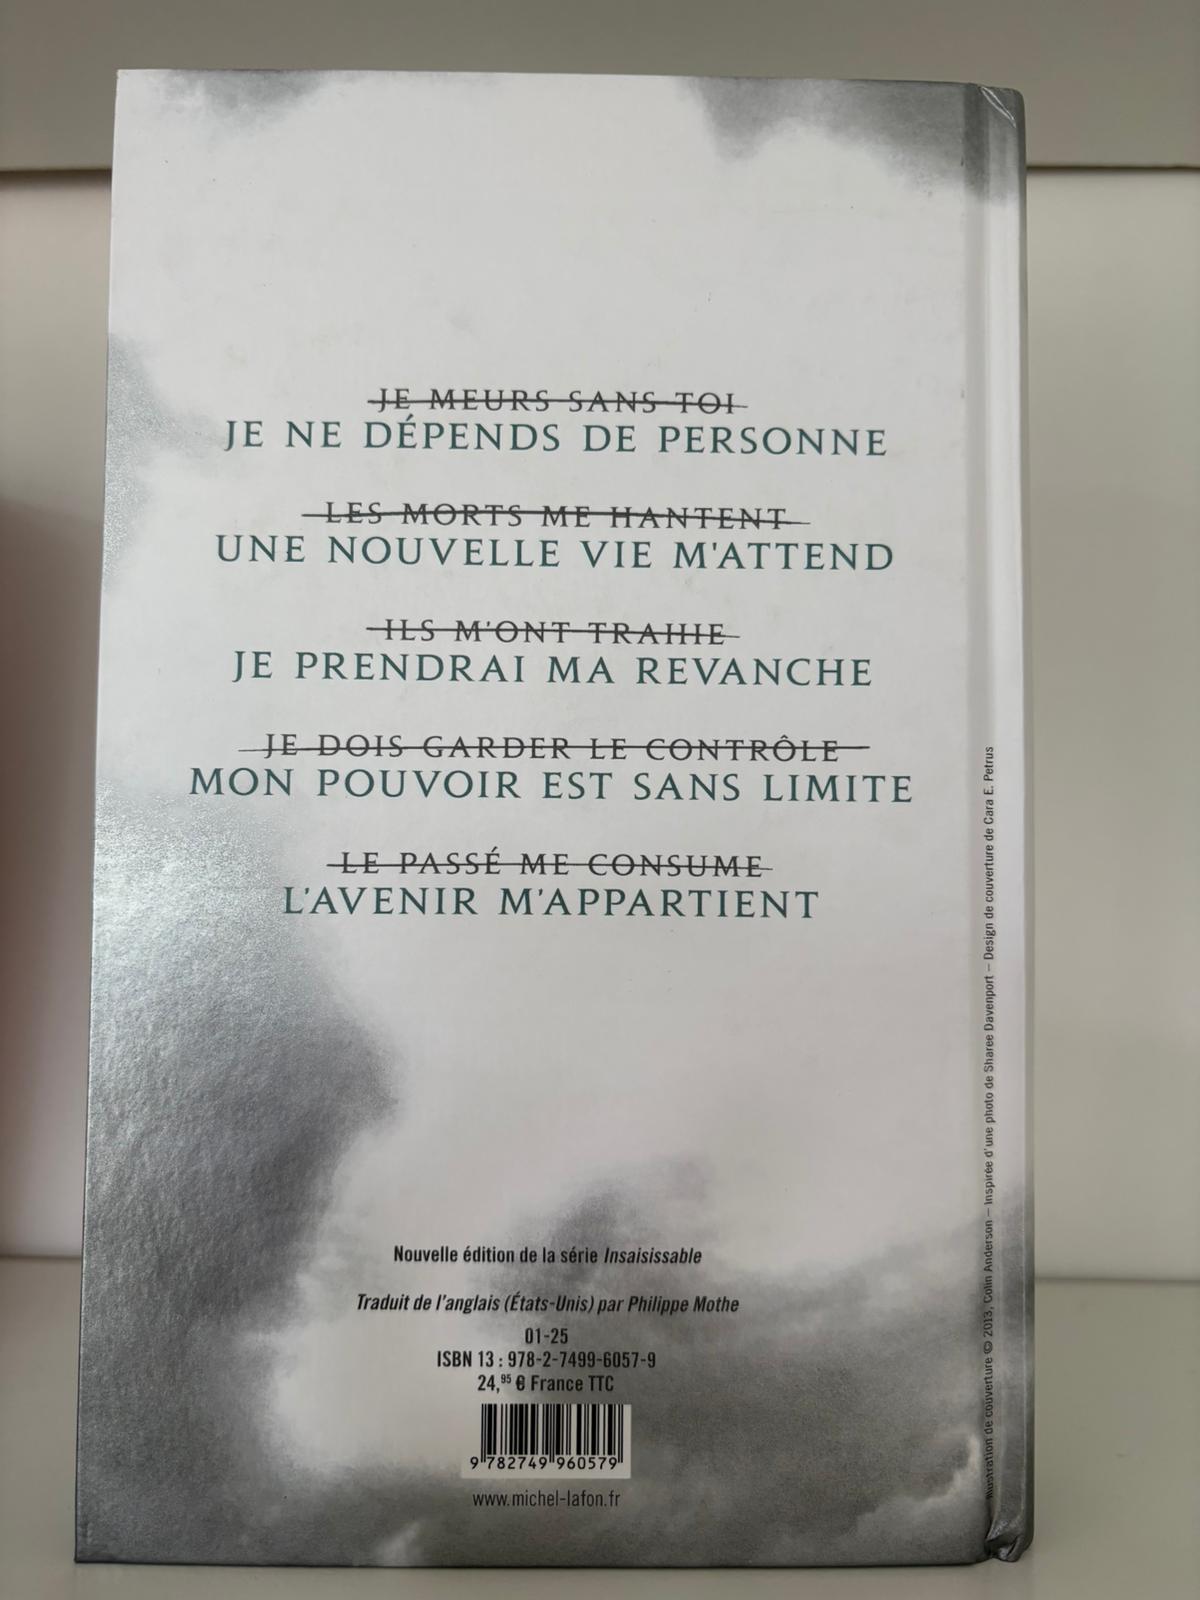 JE MEURS SANS TOI
JE NE DÉPENDS DE PERSONNE
LES MORTS ME HANTENT
UNE NOUVELLE VIE M'ATTEND
ILS M'ONT TRAHIE
JE PRENDRAI MA REVANCHE
JE DOIS GARDER LE CONTRÔLE
MON POUVOIR EST SANS LIMITE
LE PASSÉ ME CONSUME
L'AVENIR M'APPARTIENT
Nouvelle édition de la série Insaisissable
Traduit de l'anglais (États-Unis) par Philippe Mothe
01-25
ISBN 13 : 978-2-7499-6057-9
24,95 € France TTC
9 782749 960579
www.michel-lafon.fr
Illustration de couverture © 2013, Colin Anderson – Inspirée d'une photo de Sharee Davenport – Design de couverture de Cara E. Petrus